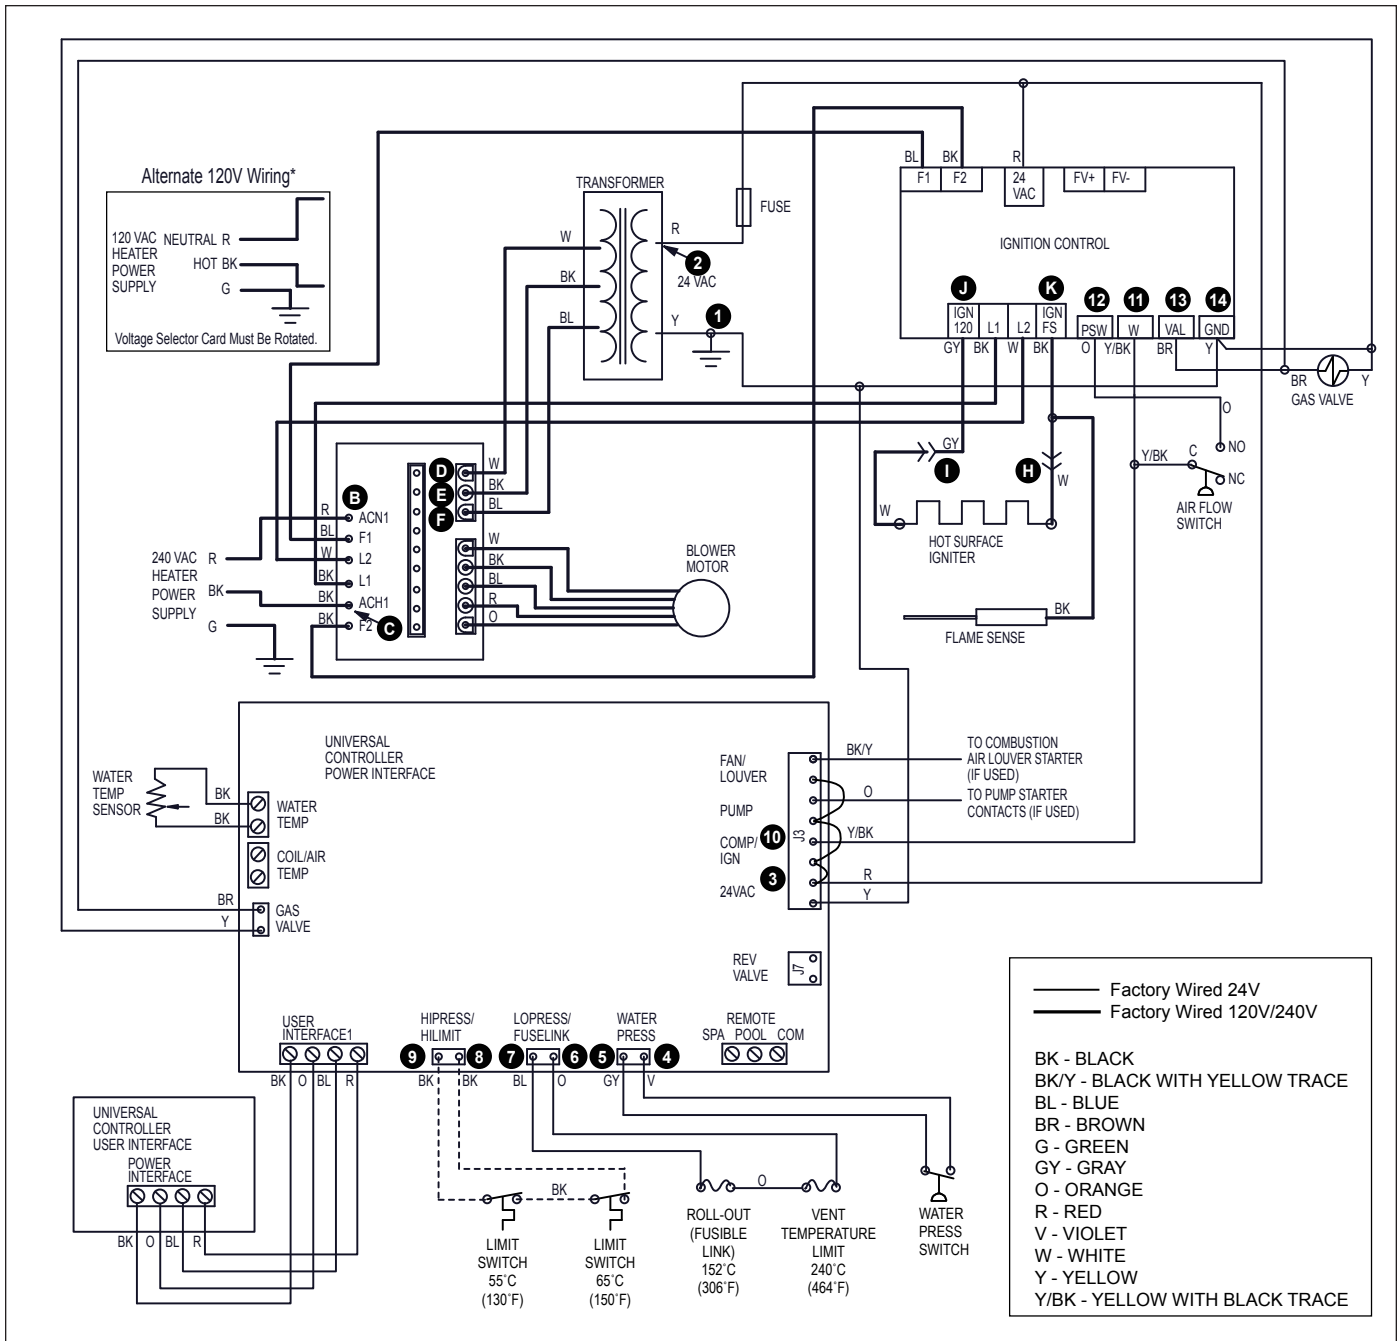 Alternate 120V Wiring*
120 VAC
HEATER
POWER
SUPPLY
NEUTRAL R
HOT BK
G
Voltage Selector Card Must Be Rotated.
TRANSFORMER
W
BK
BL
R
2
24 VAC
Y
1
FUSE
BL
BK
R
F1
F2
24
VAC
FV+
FV-
IGNITION CONTROL
J
K
12
11
13
14
IGN
120
L1
L2
IGN
FS
PSW
W
VAL
GND
GY
BK
W
BK
O
Y/BK
BR
Y
BR
Y
GAS VALVE
O
NO
Y/BK
C
NC
AIR FLOW
SWITCH
GY
I
H
W
W
HOT SURFACE
IGNITER
BK
FLAME SENSE
D
E
F
W
BK
BL
B
R
ACN1
BL
F1
W
L2
BK
L1
BK
ACH1
BK
F2
C
240 VAC
HEATER
POWER
SUPPLY
R
BK
G
W
BK
BL
R
O
BLOWER
MOTOR
UNIVERSAL
CONTROLLER
POWER INTERFACE
WATER
TEMP
SENSOR
BK
BK
WATER
TEMP
COIL/AIR
TEMP
BR
Y
GAS
VALVE
FAN/
LOUVER
PUMP
COMP/
IGN
24VAC
10
3
J3
BK/Y
O
Y/BK
R
Y
TO COMBUSTION
AIR LOUVER STARTER
(IF USED)
TO PUMP STARTER
CONTACTS (IF USED)
REV
VALVE
J7
USER
INTERFACE1
HIPRESS/
HILIMIT
LOPRESS/
FUSELINK
WATER
PRESS
REMOTE
SPA POOL COM
9
8
7
6
5
4
BK
O
BL
R
BK
BK
BL
O
GY
V
UNIVERSAL
CONTROLLER
USER INTERFACE
POWER
INTERFACE
BK
O
BL
R
BK
O
LIMIT
SWITCH
55˚C
(130˚F)
LIMIT
SWITCH
65˚C
(150˚F)
ROLL-OUT
(FUSIBLE
LINK)
152˚C
(306˚F)
VENT
TEMPERATURE
LIMIT
240˚C
(464˚F)
WATER
PRESS
SWITCH
Factory Wired 24V
Factory Wired 120V/240V
BK - BLACK
BK/Y - BLACK WITH YELLOW TRACE
BL - BLUE
BR - BROWN
G - GREEN
GY - GRAY
O - ORANGE
R - RED
V - VIOLET
W - WHITE
Y - YELLOW
Y/BK - YELLOW WITH BLACK TRACE